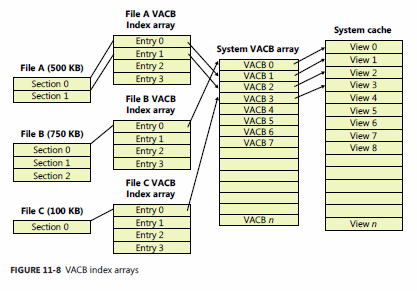 File A VACB
Index array
Entry 0
Entry 1
Entry 2
Entry 3
File A (500 KB)
Section 0
Section 1
File B VACB
Index array
Entry 0
Entry 1
Entry 2
Entry 3
File B (750 KB)
Section 0
Section 1
Section 2
File C VACB
Index array
Entry 0
Entry 1
Entry 2
Entry 3
File C (100 KB)
Section 0
System VACB array
VACB 0
VACB 1
VACB 2
VACB 3
VACB 4
VACB 5
VACB 6
VACB 7
VACB n
System cache
View 0
View 1
View 2
View 3
View 4
View 5
View 6
View 7
View 8
View n
FIGURE 11-8 VACB index arrays